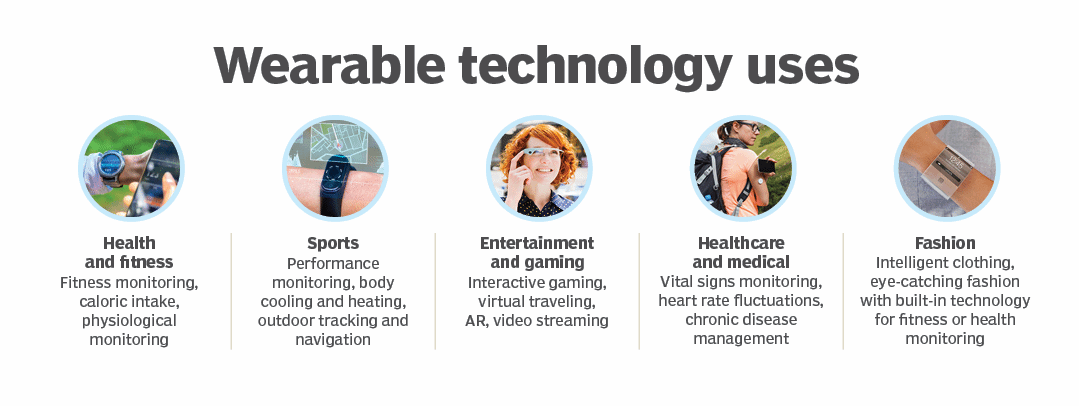 Wearable technology uses
Health
and fitness
Fitness monitoring,
caloric intake,
physiological
monitoring
Sports
Performance
monitoring, body
cooling and heating,
outdoor tracking and
navigation
Entertainment
and gaming
Interactive gaming,
virtual traveling,
AR, video streaming
Healthcare
and medical
Vital signs monitoring,
heart rate fluctuations,
chronic disease
management
Fashion
Intelligent clothing,
eye-catching fashion
with built-in technology
for fitness or health
monitoring